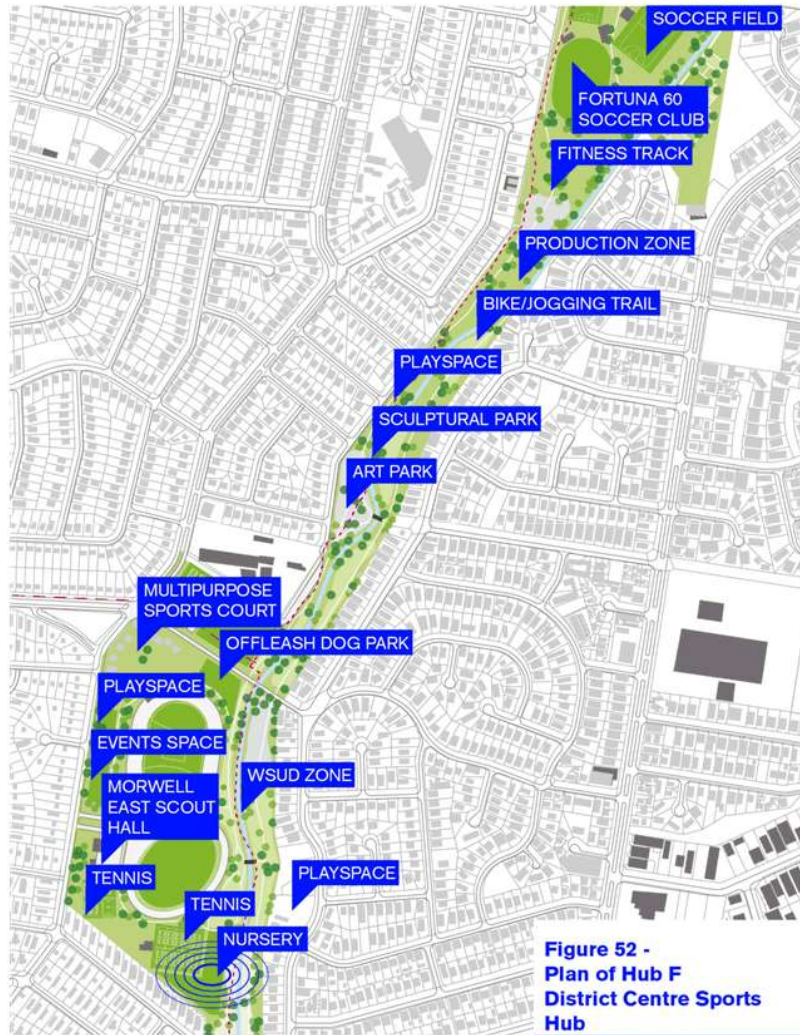 SOCCER FIELD
FORTUNA 60
SOCCER CLUB
FITNESS TRACK
PRODUCTION ZONE
BIKE/JOGGING TRAIL
PLAYSPACE
SCULPTURAL PARK
ART PARK
MULTIPURPOSE
SPORTS COURT
OFFLEASH DOG PARK
PLAYSPACE
EVENTS SPACE
WSUD ZONE
MORWELL
EAST SCOUT
HALL
PLAYSPACE
TENNIS
TENNIS
NURSERY
Figure 52 -
Plan of Hub F
District Centre Sports
Hub